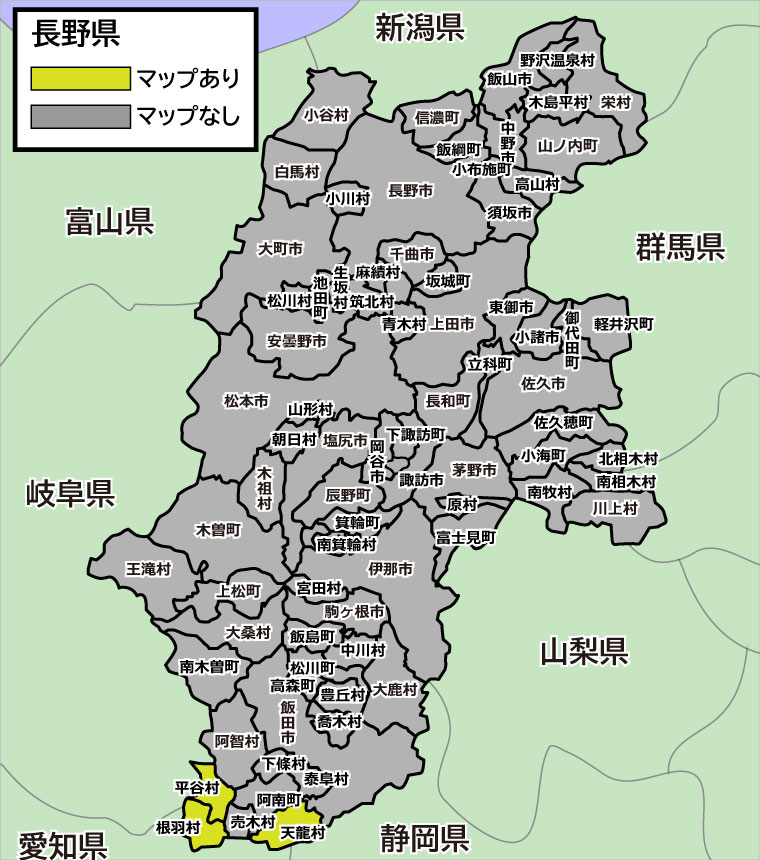 新潟県
長野県
マップあり
マップなし
野沢温泉村
飯山市
木島平村
栄村
小谷村
信濃町
中野市
山ノ内町
飯綱町
小布施町
白馬村
高山村
小川村
長野市
須坂市
富山県
群馬県
大町市
千曲市
麻績村
生坂村
池田町
坂城町
松川村
筑北村
東御市
御代田町
軽井沢町
青木村
上田市
小諸市
安曇野市
立科町
佐久市
松本市
山形村
長和町
佐久穂町
朝日村
塩尻市
下諏訪町
岡谷市
小海町
北相木村
木祖村
諏訪市
茅野市
南相木村
岐阜県
辰野町
南牧村
原村
川上村
木曽町
箕輪町
富士見町
南箕輪村
王滝村
伊那市
上松町
宮田村
駒ヶ根市
大桑村
飯島町
中川村
山梨県
南木曽町
松川町
高森町
豊丘村
大鹿村
飯田市
喬木村
阿智村
下條村
泰阜村
平谷村
阿南町
根羽村
売木村
天龍村
愛知県
静岡県